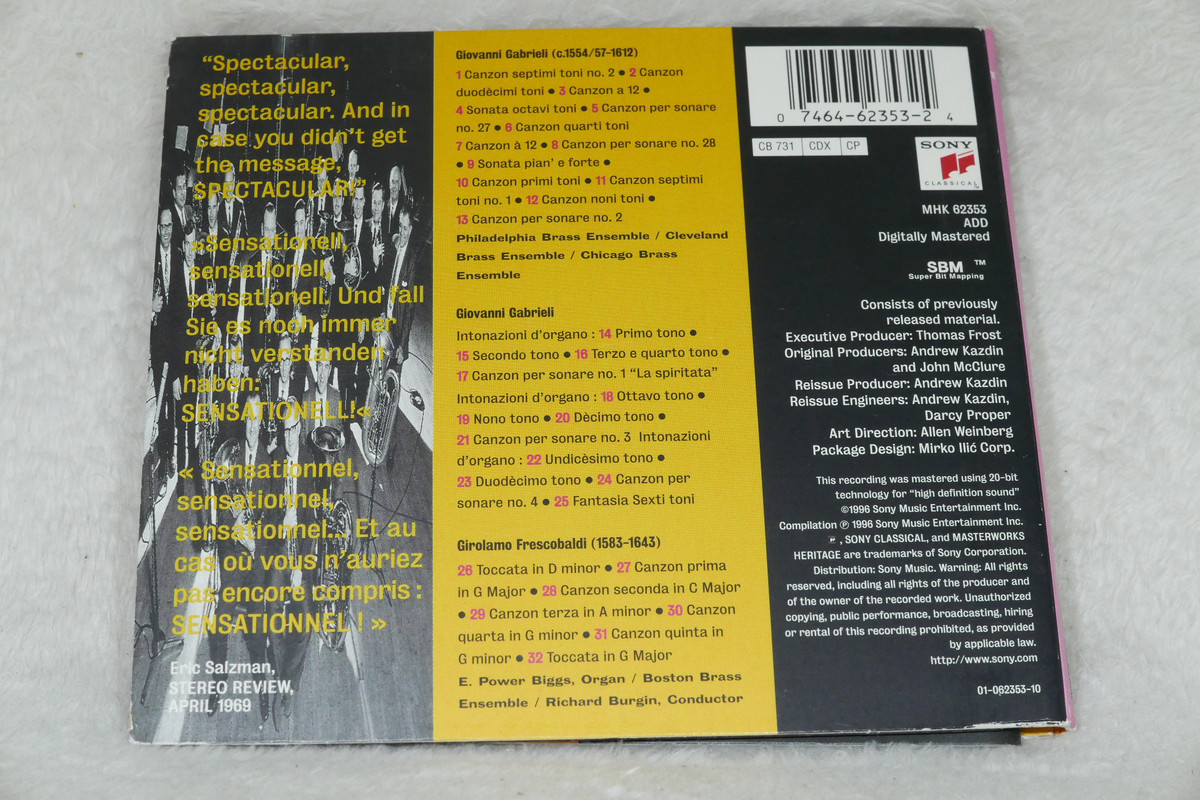 “Spectacular,
spectacular,
spectacular. And in
case you didn’t get
the message,
SPECTACULAR!”
»Sensationell,
sensationell,
sensationell. Und fall
Sie es noch immer
nicht verstanden
haben:
SENSATIONELL!«
« Sensationnel,
sensationnel,
sensationnel... Et au
cas où vous n’auriez
pas encore compris :
SENSATIONNEL ! »
Eric Salzman,
STEREO REVIEW,
APRIL 1969
Giovanni Gabrieli (c.1554/57-1612)
1 Canzon septimi toni no. 2 ● 2 Canzon
duodècimi toni ● 3 Canzon a 12 ●
4 Sonata octavi toni ● 5 Canzon per sonare
no. 27 ● 6 Canzon quarti toni
7 Canzon à 12 ● 8 Canzon per sonare no. 28
● 9 Sonata pian’ e forte ●
10 Canzon primi toni ● 11 Canzon septimi
toni no. 1 ● 12 Canzon noni toni ●
13 Canzon per sonare no. 2
Philadelphia Brass Ensemble / Cleveland
Brass Ensemble / Chicago Brass
Ensemble
Giovanni Gabrieli
Intonazioni d’organo : 14 Primo tono ●
15 Secondo tono ● 16 Terzo e quarto tono ●
17 Canzon per sonare no. 1 “La spiritata”
Intonazioni d’organo : 18 Ottavo tono ●
19 Nono tono ● 20 Dècimo tono ●
21 Canzon per sonare no. 3 Intonazioni
d’organo : 22 Undicèsimo tono ●
23 Duodècimo tono ● 24 Canzon per
sonare no. 4 ● 25 Fantasia Sexti toni
Girolamo Frescobaldi (1583-1643)
26 Toccata in D minor ● 27 Canzon prima
in G Major ● 28 Canzon seconda in C Major
● 29 Canzon terza in A minor ● 30 Canzon
quarta in G minor ● 31 Canzon quinta in
G minor ● 32 Toccata in G Major
E. Power Biggs, Organ / Boston Brass
Ensemble / Richard Burgin, Conductor
0 7464-62353-2 4
CB 731 CDX CP
SONY
CLASSICAL
MHK 62353
ADD
Digitally Mastered
SBM™
Super Bit Mapping
Consists of previously
released material.
Executive Producer: Thomas Frost
Original Producers: Andrew Kazdin
and John McClure
Reissue Producer: Andrew Kazdin
Reissue Engineers: Andrew Kazdin,
Darcy Proper
Art Direction: Allen Weinberg
Package Design: Mirko Ilić Corp.
This recording was mastered using 20-bit
technology for “high definition sound”
©1996 Sony Music Entertainment Inc.
Compilation ℗ 1996 Sony Music Entertainment Inc.
, SONY CLASSICAL, and MASTERWORKS
HERITAGE are trademarks of Sony Corporation.
Distribution: Sony Music. Warning: All rights
reserved, including all rights of the producer and
of the owner of the recorded work. Unauthorized
copying, public performance, broadcasting, hiring
or rental of this recording prohibited, as provided
by applicable law.
http://www.sony.com
01-062353-10